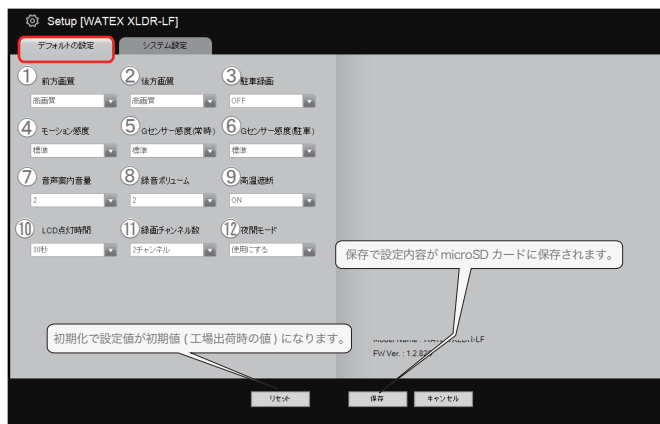 Setup [WATEX XLDR-LF]
デフォルトの設定 システム設定
① 前方画質 ② 後方画質 ③ 駐車録画
高画質 高画質 OFF
④ モーション感度 ⑤ Gセンサー感度(常時) ⑥ Gセンサー感度(駐車)
標準 標準 標準
⑦ 音声案内音量 ⑧ 録音ボリューム ⑨ 高温遮断
2 2 ON
⑩ LCD点灯時間 ⑪ 録画チャンネル数 ⑫ 夜間モード
30秒 2チャンネル 使用にする
保存で設定内容が microSD カードに保存されます。
初期化で設定値が初期値 ( 工場出荷時の値 ) になります。
XLDR-LF
FW Ver. : 1.2.82
リセット 保存 キャンセル